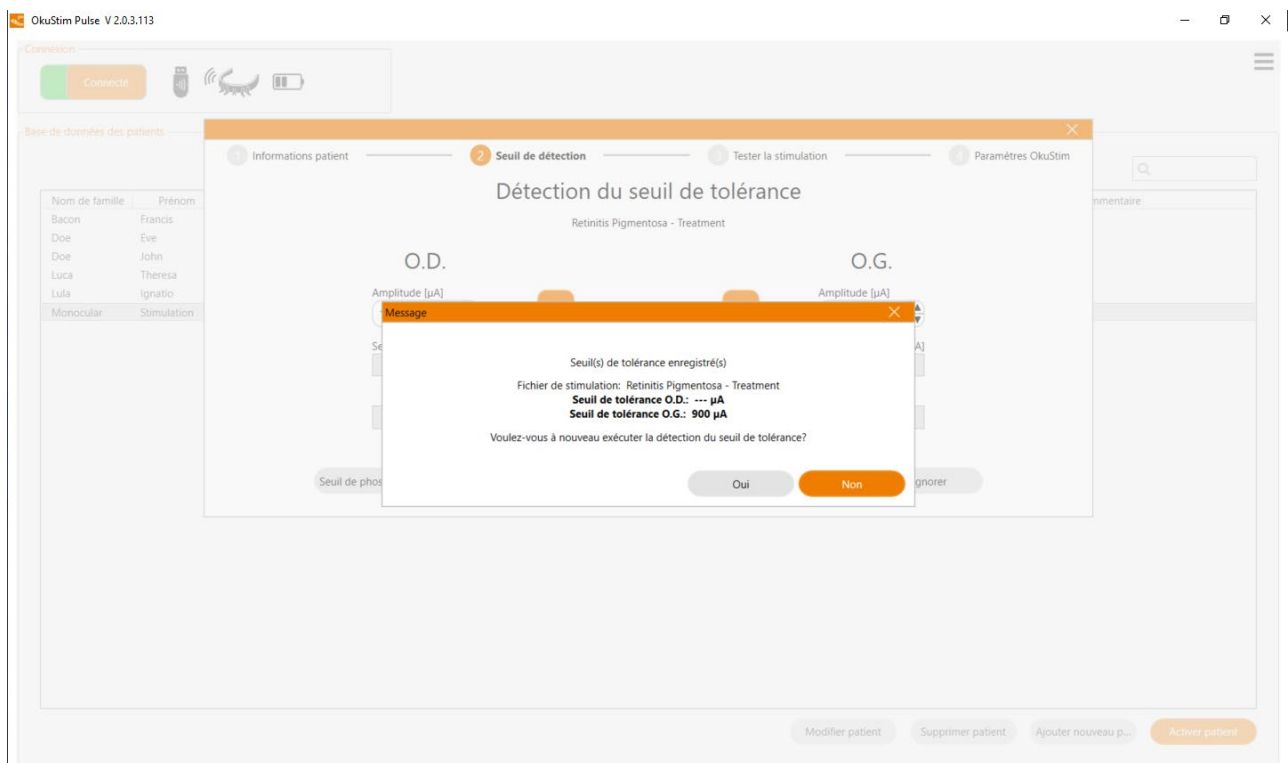 OkuStim Pulse V 2.0.3.113
Connexion
Connecté
Base de données des patients
1 Informations patient
2 Seuil de détection
3 Tester la stimulation
4 Paramètres OkuStim
Détection du seuil de tolérance
Retinitis Pigmentosa - Treatment
Nom de famille Prénom
mmentaire
Bacon Francis
Doe Eve
Doe John
Luca Theresa
Lula Ignatio
Monocular Stimulation
O.D. O.G.
Amplitude [µA] Amplitude [µA]
Message
Se
A]
Seuil(s) de tolérance enregistré(s)
Fichier de stimulation: Retinitis Pigmentosa - Treatment
Seuil de tolérance O.D.: --- µA
Seuil de tolérance O.G.: 900 µA
Voulez-vous à nouveau exécuter la détection du seuil de tolérance?
Seuil de phos
Oui Non
gnorer
Modifier patient Supprimer patient Ajouter nouveau p... Activer patient